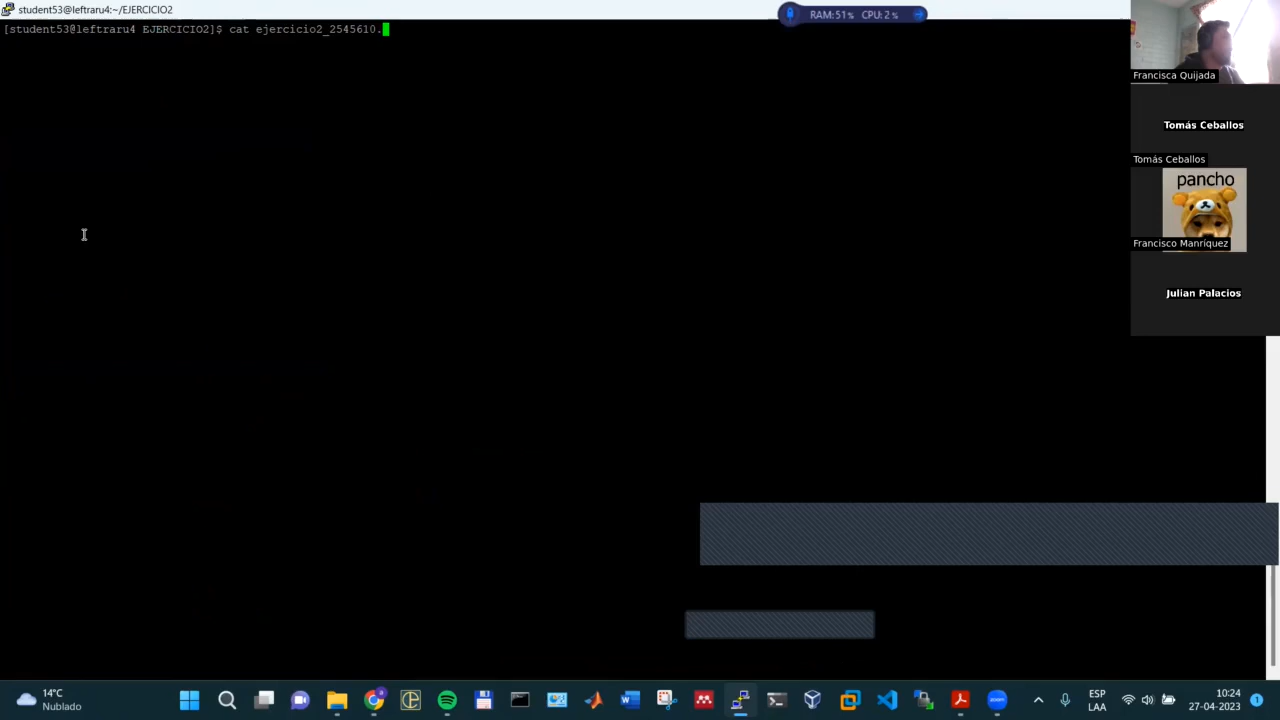 student53@leftraru4:~/EJERCICIO2
[student53@leftraru4 EJERCICIO2]$ cat ejercicio2_2545610.
RAM:51% CPU:2%
Francisca Quijada
Tomás Ceballos
Tomás Ceballos
pancho
Francisco Manríquez
Julian Palacios
14°C
Nublado
ESP
LAA
10:24
27-04-2023